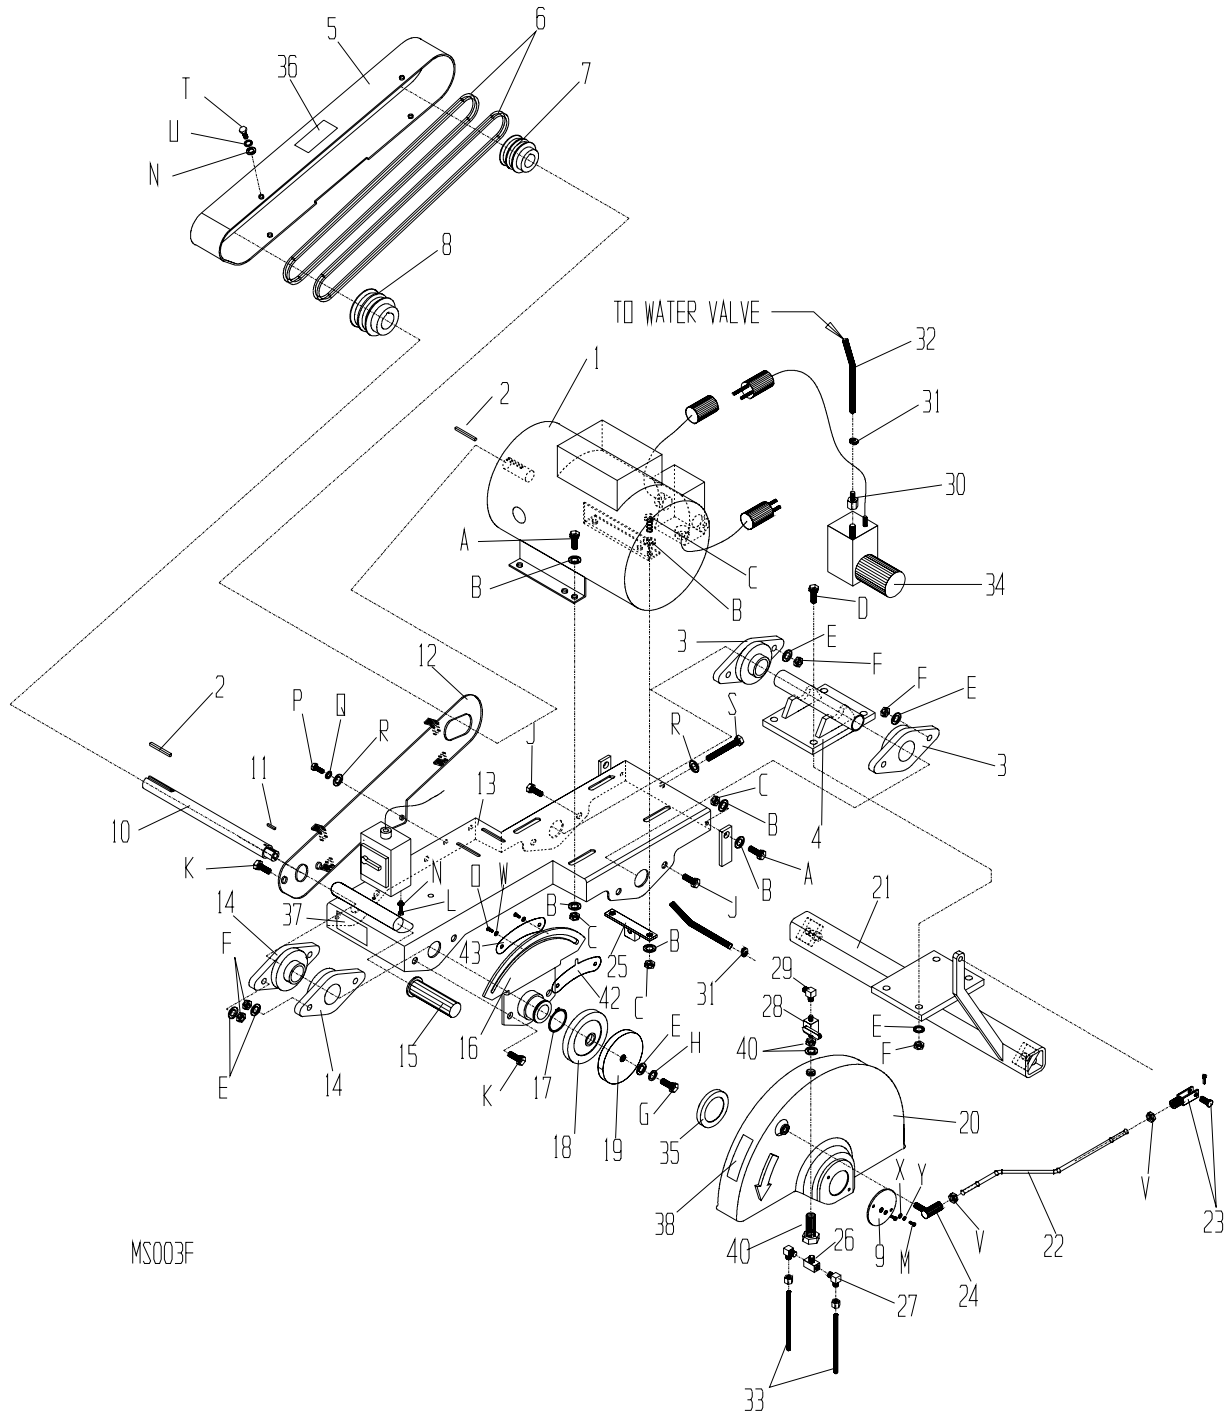 6
5
36
7
T
U
N
8
TO WATER VALVE
32
1
2
31
30
A
C
B
B
34
D
3
E
F
12
2
P
Q
R
J
S
R
F
E
3
11
13
C
B
10
4
K
N
L
O
W
B
A
21
14
37
B
C
J
F
43
25
B
29
42
31
28
E
14
15
16
C
E
H
40
E
F
K
17
G
18
19
35
20
X
Y
V
38
23
40
26
9
M
V
22
24
27
MS003F
33